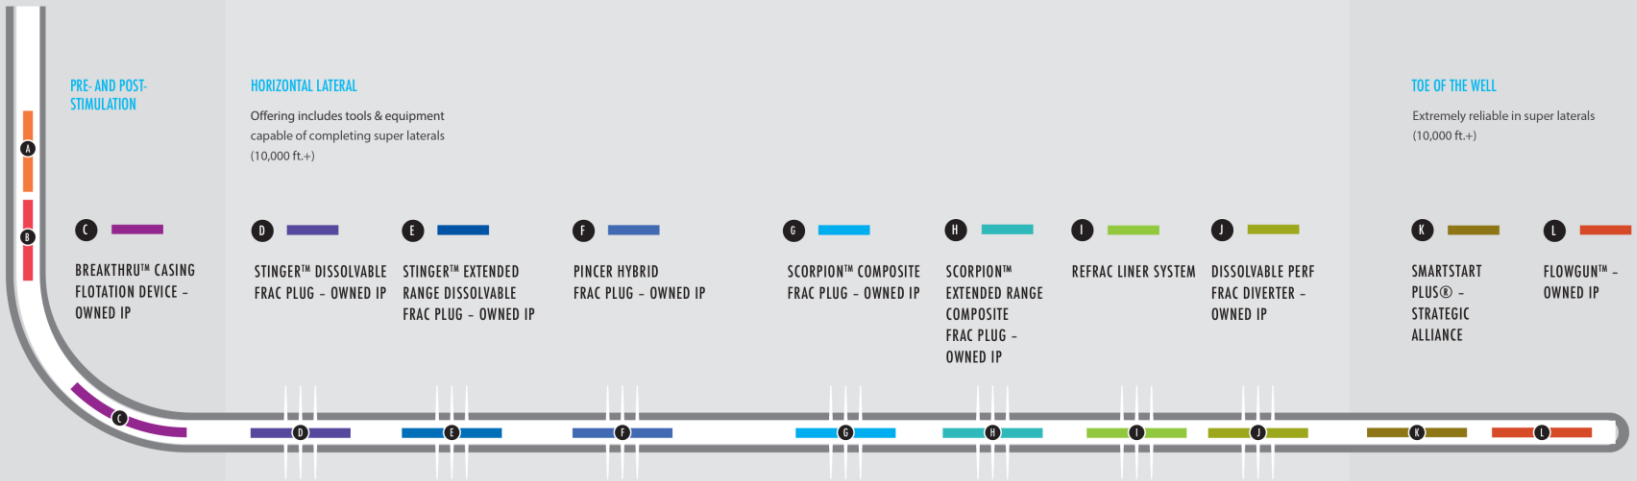 PRE- AND POST-
STIMULATION
HORIZONTAL LATERAL
Offering includes tools & equipment
capable of completing super laterals
(10,000 ft.+)
TOE OF THE WELL
Extremely reliable in super laterals
(10,000 ft.+)
A
B
C
BREAKTHRU™ CASING
FLOTATION DEVICE –
OWNED IP
D
STINGER™ DISSOLVABLE
FRAC PLUG – OWNED IP
E
STINGER™ EXTENDED
RANGE DISSOLVABLE
FRAC PLUG – OWNED IP
F
PINCER HYBRID
FRAC PLUG – OWNED IP
G
SCORPION™ COMPOSITE
FRAC PLUG – OWNED IP
H
SCORPION™
EXTENDED RANGE
COMPOSITE
FRAC PLUG –
OWNED IP
I
REFRAC LINER SYSTEM
J
DISSOLVABLE PERF
FRAC DIVERTER –
OWNED IP
K
SMARTSTART
PLUS® –
STRATEGIC
ALLIANCE
L
FLOWGUN™ –
OWNED IP
C
D
E
F
G
H
I
J
K
L